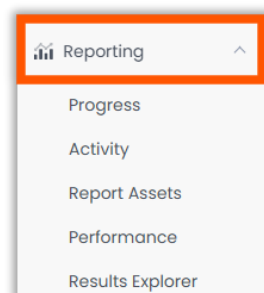 Reporting
Progress
Activity
Report Assets
Performance
Results Explorer